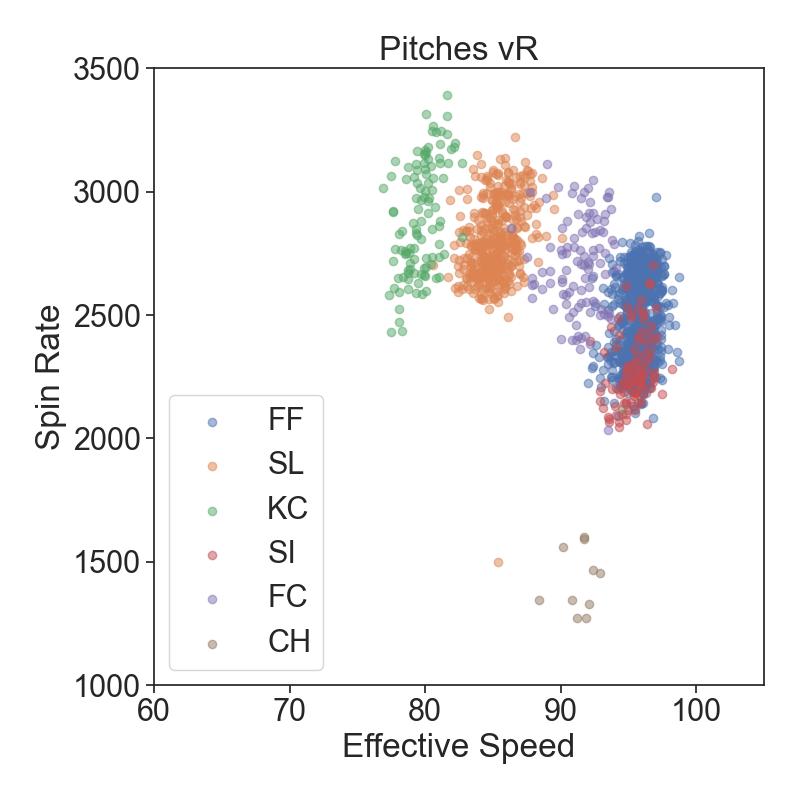 Pitches vR
3500
3000
2500
2000
1500
1000
Spin Rate
FF
SL
KC
SI
FC
CH
60 70 80 90 100
Effective Speed